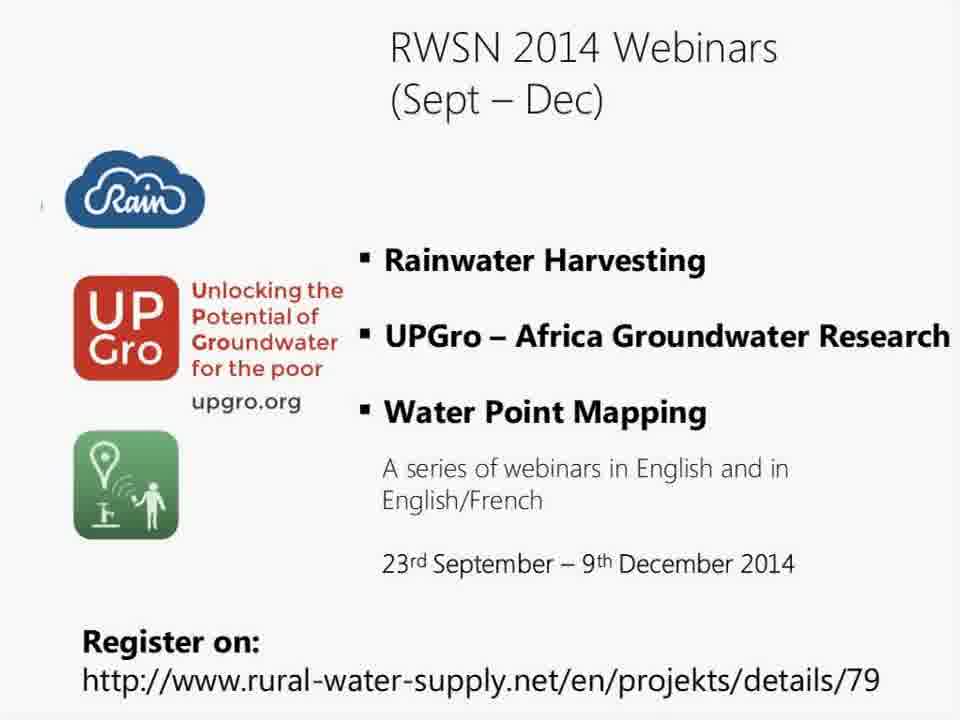 RWSN 2014 Webinars
(Sept – Dec)
Rain
▪ Rainwater Harvesting
UP
Gro
Unlocking the
Potential of
Groundwater
for the poor
upgro.org
▪ UPGro – Africa Groundwater Research
▪ Water Point Mapping
A series of webinars in English and in
English/French
23rd September – 9th December 2014
Register on:
http://www.rural-water-supply.net/en/projekts/details/79